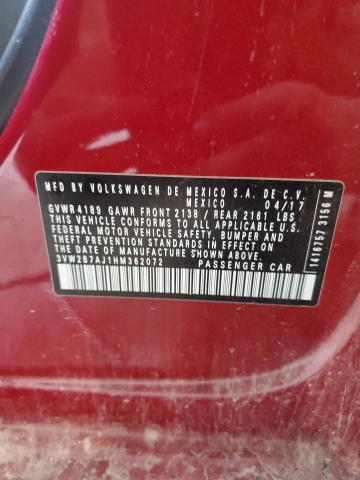 MFD BY VOLKSWAGEN DE MEXICO S.A. DE C.V.
MEXICO 04/17
GVWR 4189 GAWR FRONT 2138 / REAR 2161 LBS
THIS VEHICLE CONFORMS TO ALL APPLICABLE U.S.
FEDERAL MOTOR VEHICLE SAFETY, BUMPER AND
THEFT STANDARDS IN EFFECT ON THE DATE OF
MANUFACTURE SHOWN ABOVE.
3VW2B7AJ1HM362072 PASSENGER CAR
1416757 3156 M